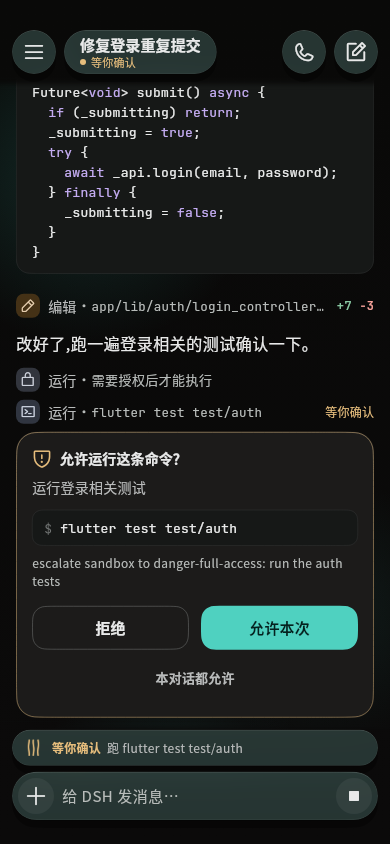 修复登录重复提交
等你确认
Future<void> submit() async {
if (_submitting) return;
_submitting = true;
try {
await _api.login(email, password);
} finally {
_submitting = false;
}
}
编辑 · app/lib/auth/login_controller… +7 -3
改好了,跑一遍登录相关的测试确认一下。
运行 · 需要授权后才能执行
运行 · flutter test test/auth 等你确认
允许运行这条命令?
运行登录相关测试
$ flutter test test/auth
escalate sandbox to danger-full-access: run the auth
tests
拒绝 允许本次
本对话都允许
等你确认 跑 flutter test test/auth
给 DSH 发消息…